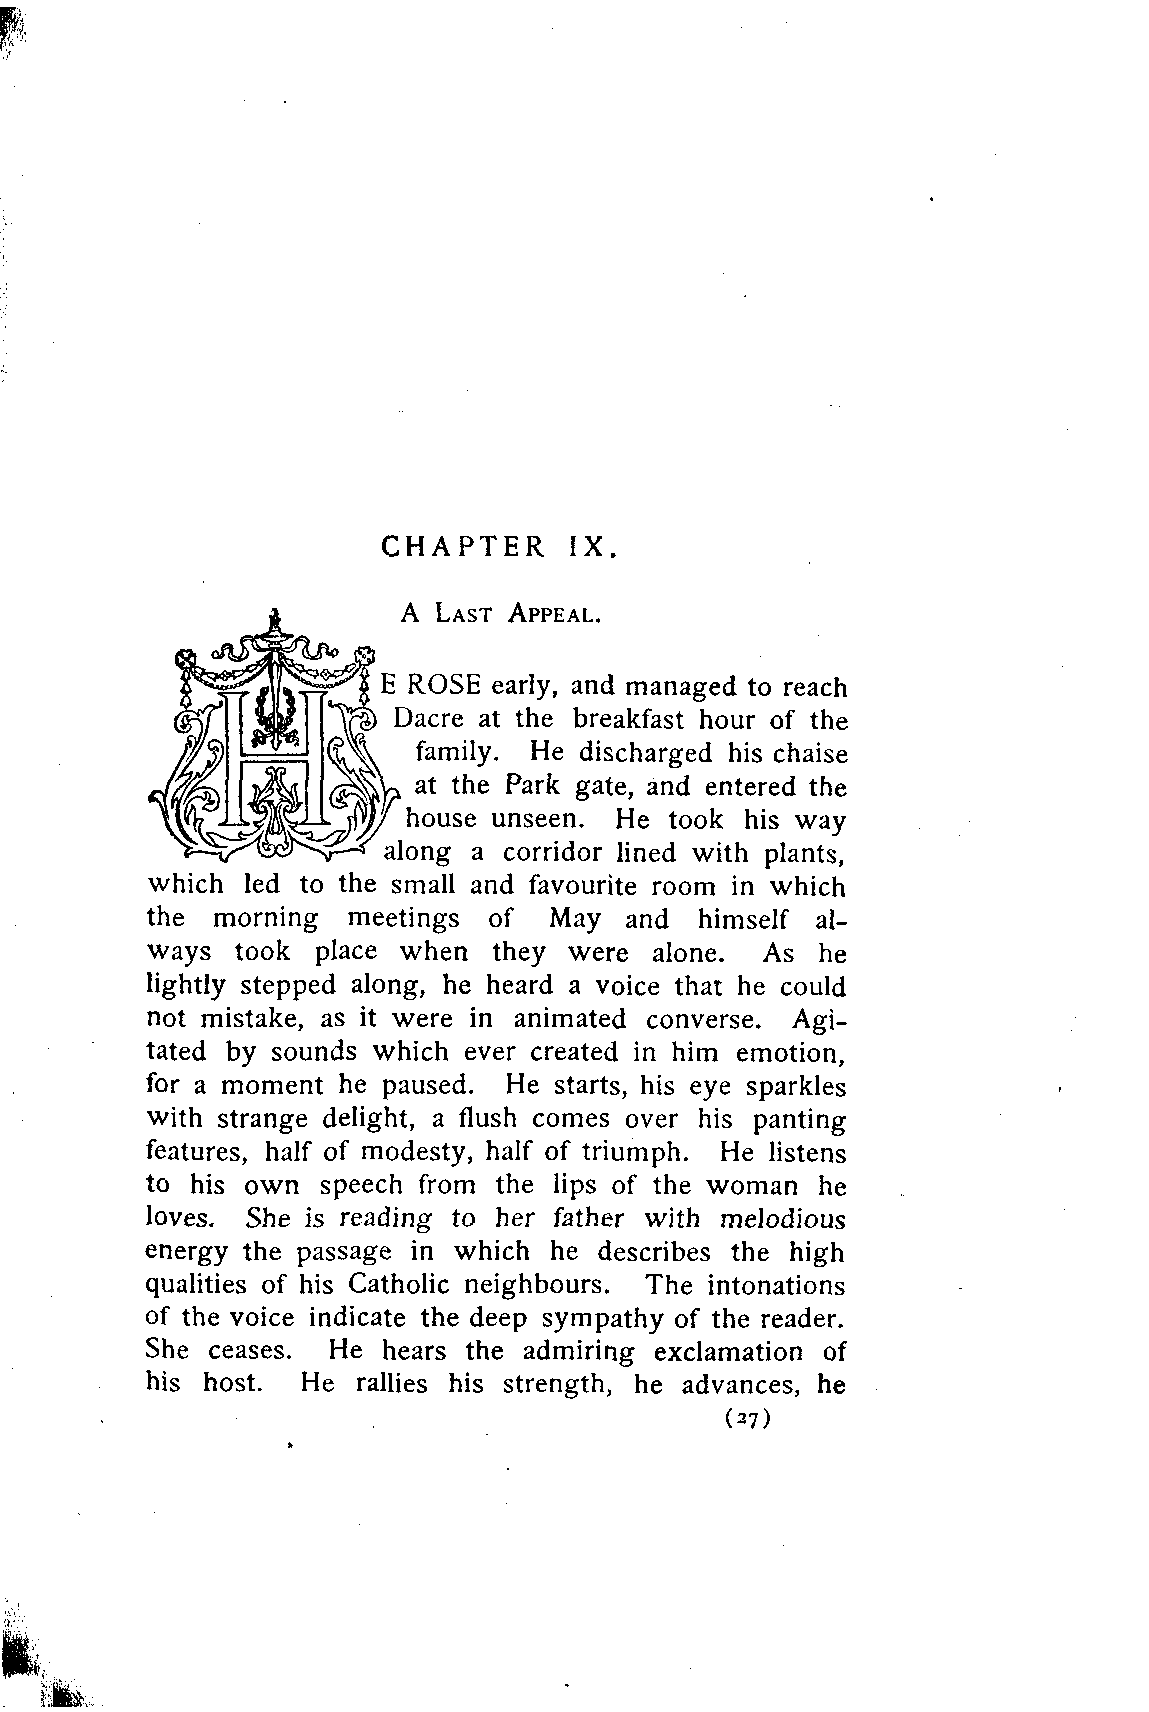 CHAPTER IX.
A LAST APPEAL.
HE ROSE early, and managed to reach
Dacre at the breakfast hour of the
family. He discharged his chaise
at the Park gate, and entered the
house unseen. He took his way
along a corridor lined with plants,
which led to the small and favourite room in which
the morning meetings of May and himself al-
ways took place when they were alone. As he
lightly stepped along, he heard a voice that he could
not mistake, as it were in animated converse. Agi-
tated by sounds which ever created in him emotion,
for a moment he paused. He starts, his eye sparkles
with strange delight, a flush comes over his panting
features, half of modesty, half of triumph. He listens
to his own speech from the lips of the woman he
loves. She is reading to her father with melodious
energy the passage in which he describes the high
qualities of his Catholic neighbours. The intonations
of the voice indicate the deep sympathy of the reader.
She ceases. He hears the admiring exclamation of
his host. He rallies his strength, he advances, he
(27)